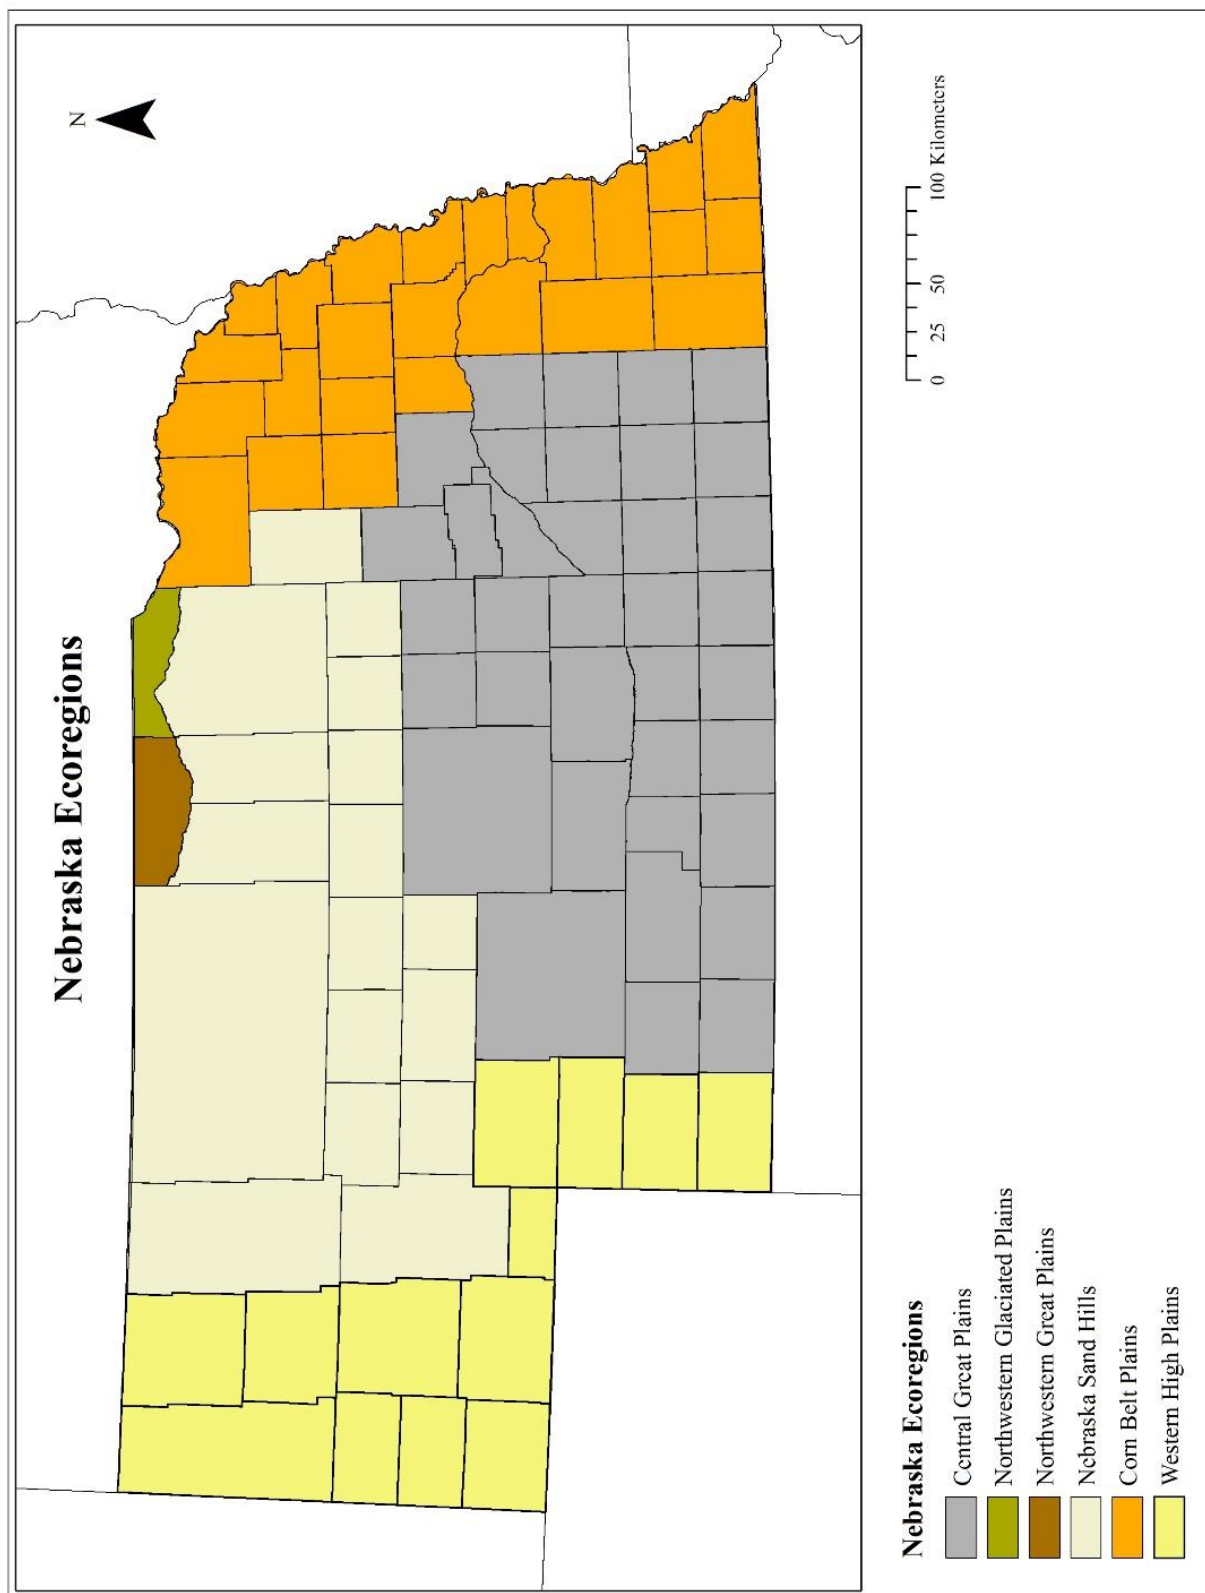 Nebraska Ecoregions
N
0 25 50 100 Kilometers
Nebraska Ecoregions
Central Great Plains
Northwestern Glaciated Plains
Northwestern Great Plains
Nebraska Sand Hills
Corn Belt Plains
Western High Plains